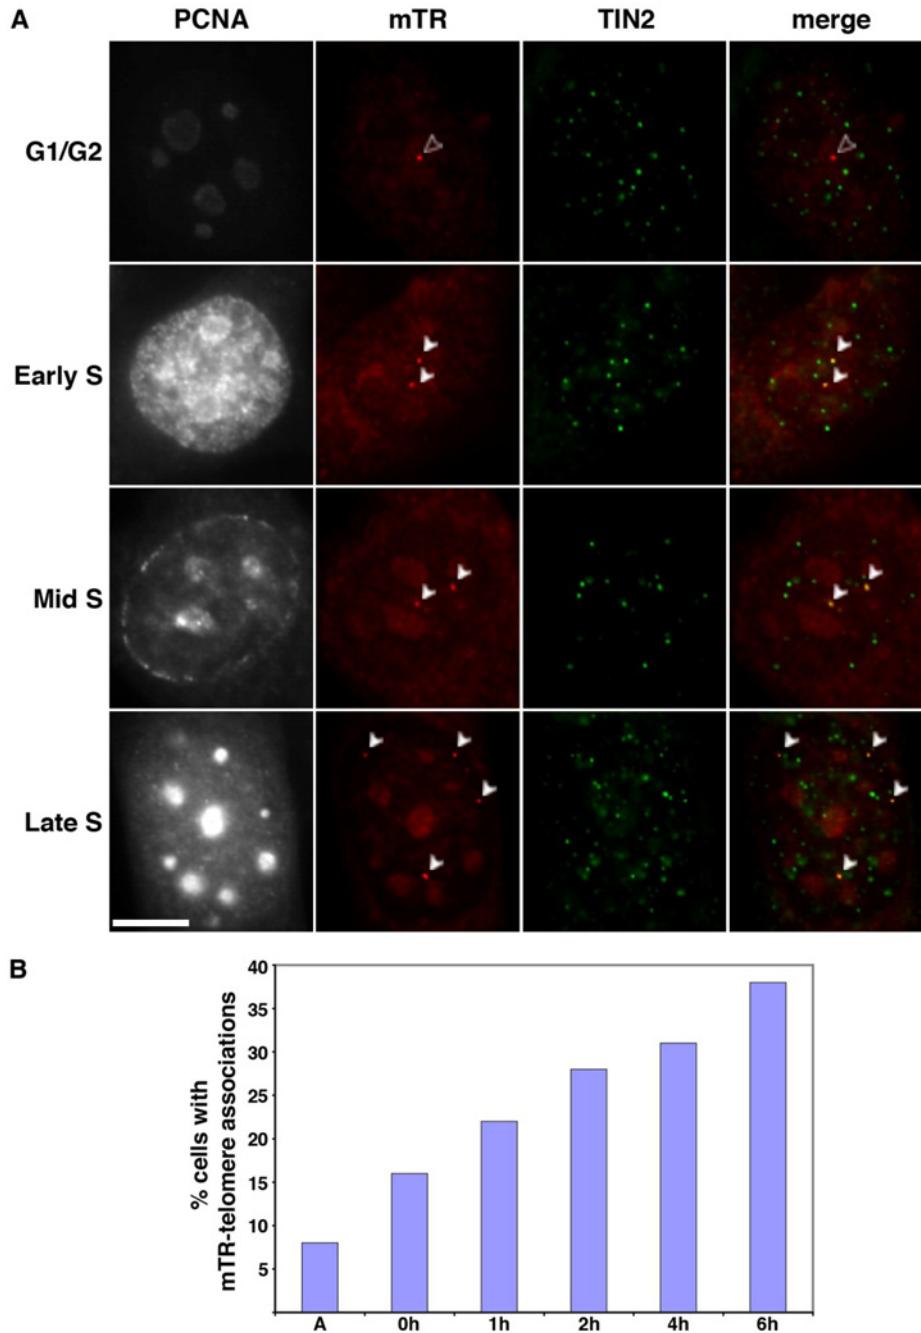 A PCNA mTR TIN2 merge
G1/G2
Early S
Mid S
Late S
B
40
35
30
25
20
15
10
5
% cells with
mTR-telomere associations
A 0h 1h 2h 4h 6h